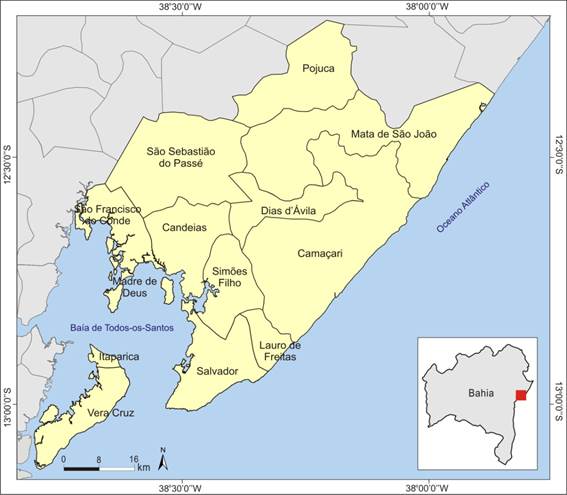 38°30'0"W
38°00'0"W
Pojuca
Mata de São João
12°30'0"S
12°30'0"S
São Sebastião
do Passé
São Francisco
do Conde
Dias d'Ávila
Oceano Atlântico
Candeias
Camaçari
Simões
Filho
Madre de
Deus
Baía de Todos-os-Santos
Lauro de
Freitas
Itaparica
Salvador
Bahia
13°00'0"S
13°00'0"S
Vera Cruz
N
0 8 16
km
38°30'0"W
38°00'0"W